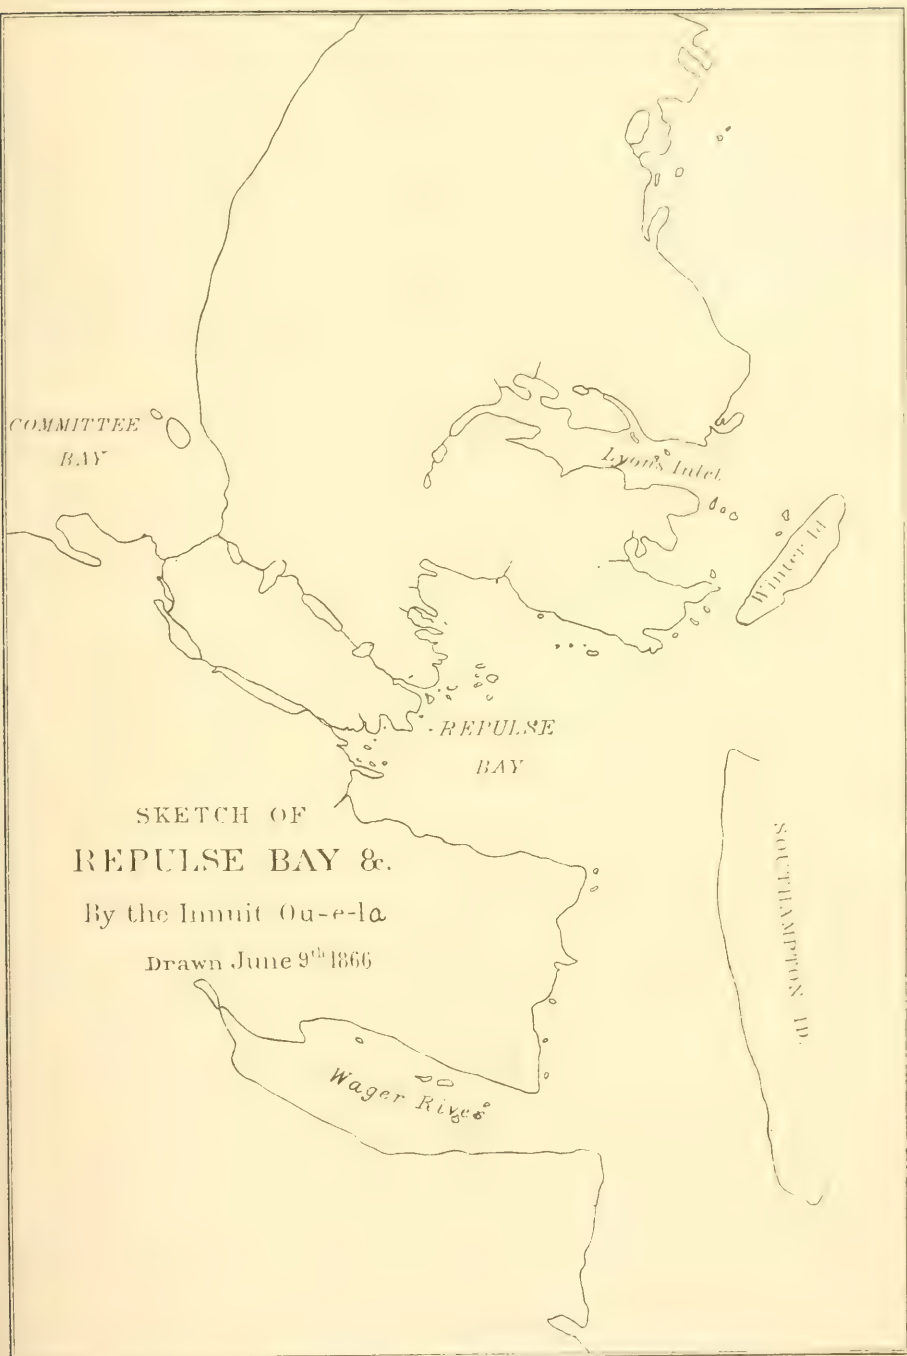 COMMITTEE
BAY
Lyon's Inlet
Winter Id
REPULSE
BAY
SKETCH OF
REPULSE BAY &c.
By the Innuit Ou-e-la
Drawn June 9th 1866
SOUTHAMPTON ID.
Wager River